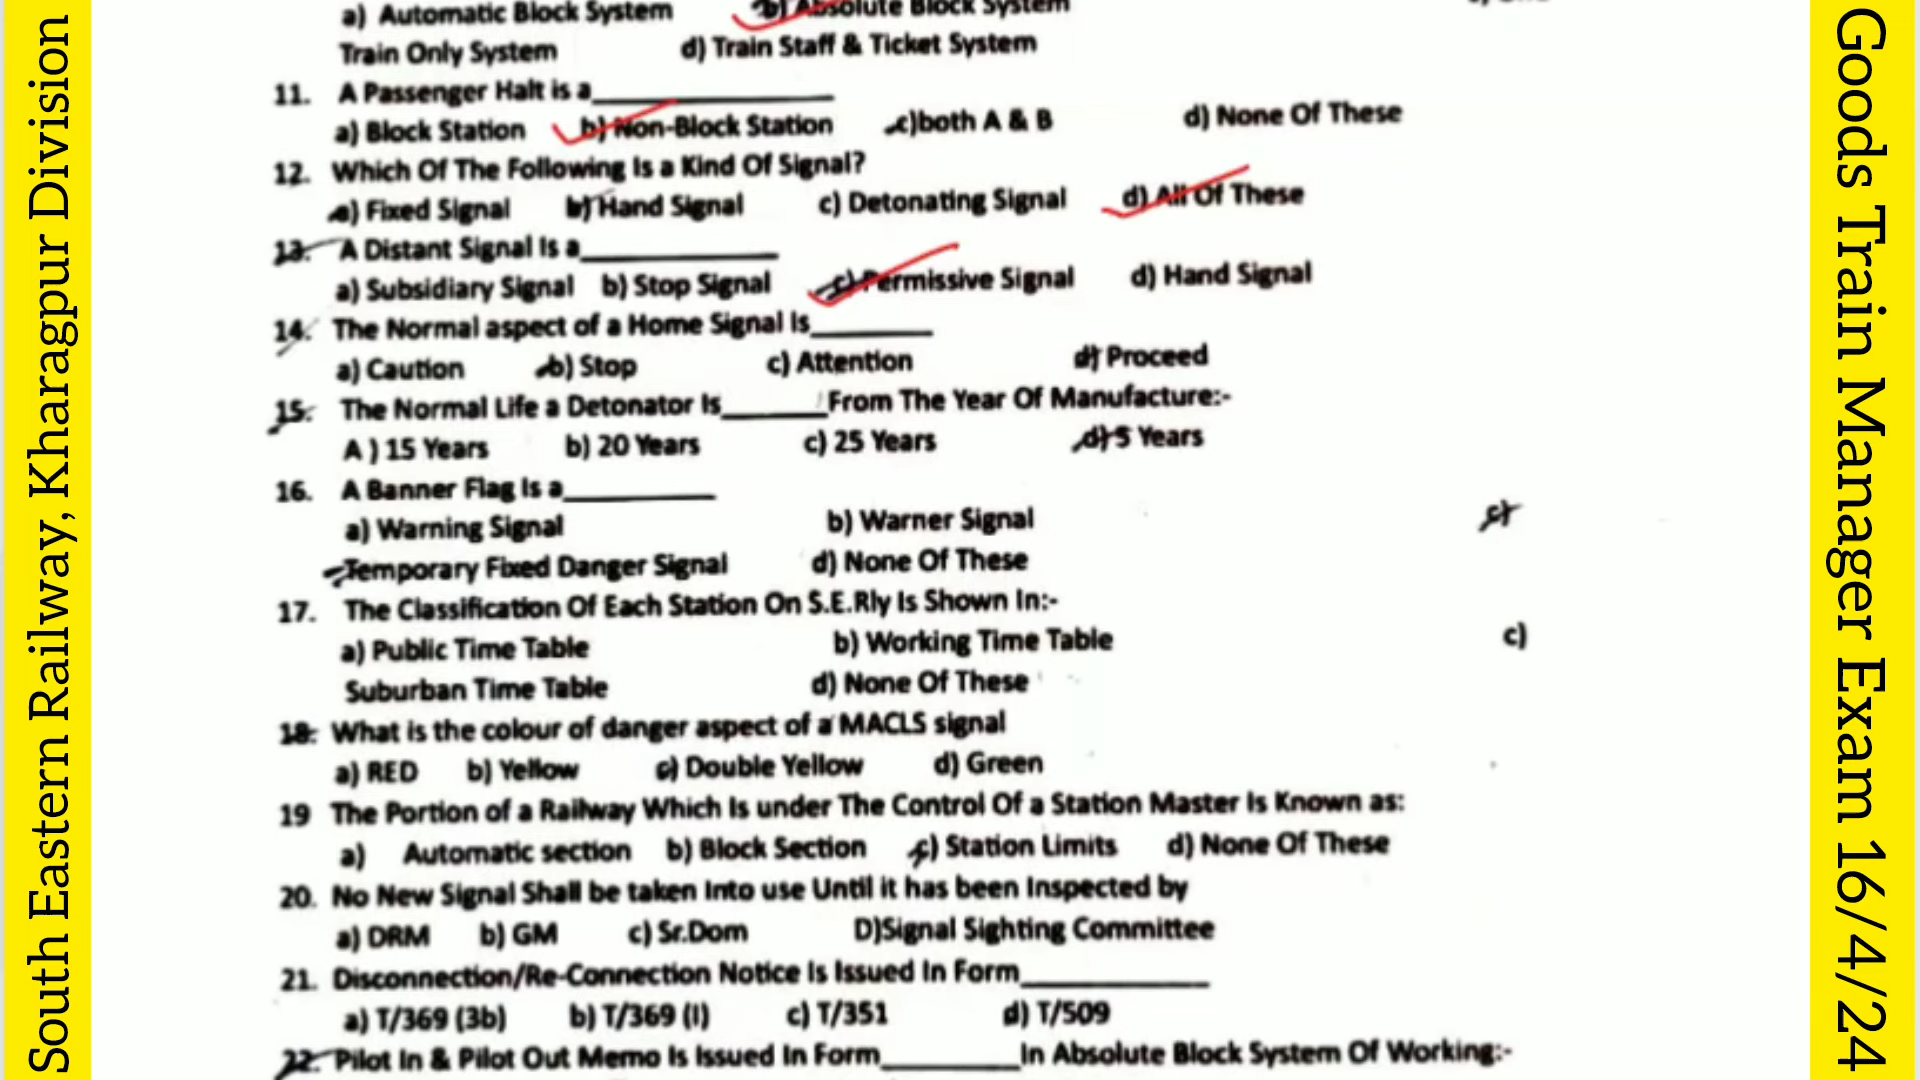 South Eastern Railway, Kharagpur Division
a) Automatic Block System b) Absolute Block System
Train Only System d) Train Staff & Ticket System
11. A Passenger Halt is a____________
a) Block Station b) Non-Block Station c)both A & B d) None Of These
12. Which Of The Following Is a Kind Of Signal?
a) Fixed Signal b) Hand Signal c) Detonating Signal d) All Of These
13. A Distant Signal Is a____________
a) Subsidiary Signal b) Stop Signal c) Permissive Signal d) Hand Signal
14. The Normal aspect of a Home Signal Is________
a) Caution b) Stop c) Attention d) Proceed
15. The Normal Life a Detonator Is_______From The Year Of Manufacture:-
A ) 15 Years b) 20 Years c) 25 Years d) 5 Years
16. A Banner Flag Is a__________
a) Warning Signal b) Warner Signal c)
Temporary Fixed Danger Signal d) None Of These
17. The Classification Of Each Station On S.E.Rly Is Shown In:-
a) Public Time Table b) Working Time Table c)
Suburban Time Table d) None Of These
18. What is the colour of danger aspect of a MACLS signal
a) RED b) Yellow c) Double Yellow d) Green
19 The Portion of a Railway Which Is under The Control Of a Station Master Is Known as:
a) Automatic section b) Block Section c) Station Limits d) None Of These
20. No New Signal Shall be taken Into use Until it has been Inspected by
a) DRM b) GM c) Sr.Dom D)Signal Sighting Committee
21. Disconnection/Re-Connection Notice Is Issued In Form____________
a) T/369 (3b) b) T/369 (I) c) T/351 d) T/509
22. Pilot In & Pilot Out Memo Is Issued In Form_________In Absolute Block System Of Working:-
Goods Train Manager Exam 16/4/24